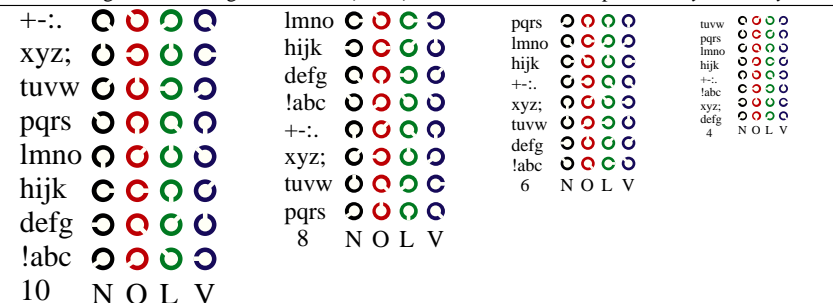 +-:.
xyz;
tuvw
pqrs
lmno
hijk
defg
!abc
10 N O L V
lmno
hijk
defg
!abc
+-:.
xyz;
tuvw
pqrs
8 N O L V
pqrs
lmno
hijk
+-:.
xyz;
tuvw
defg
!abc
6 N O L V
tuvw
pqrs
lmno
hijk
+-:.
!abc
xyz;
defg
4 N O L V